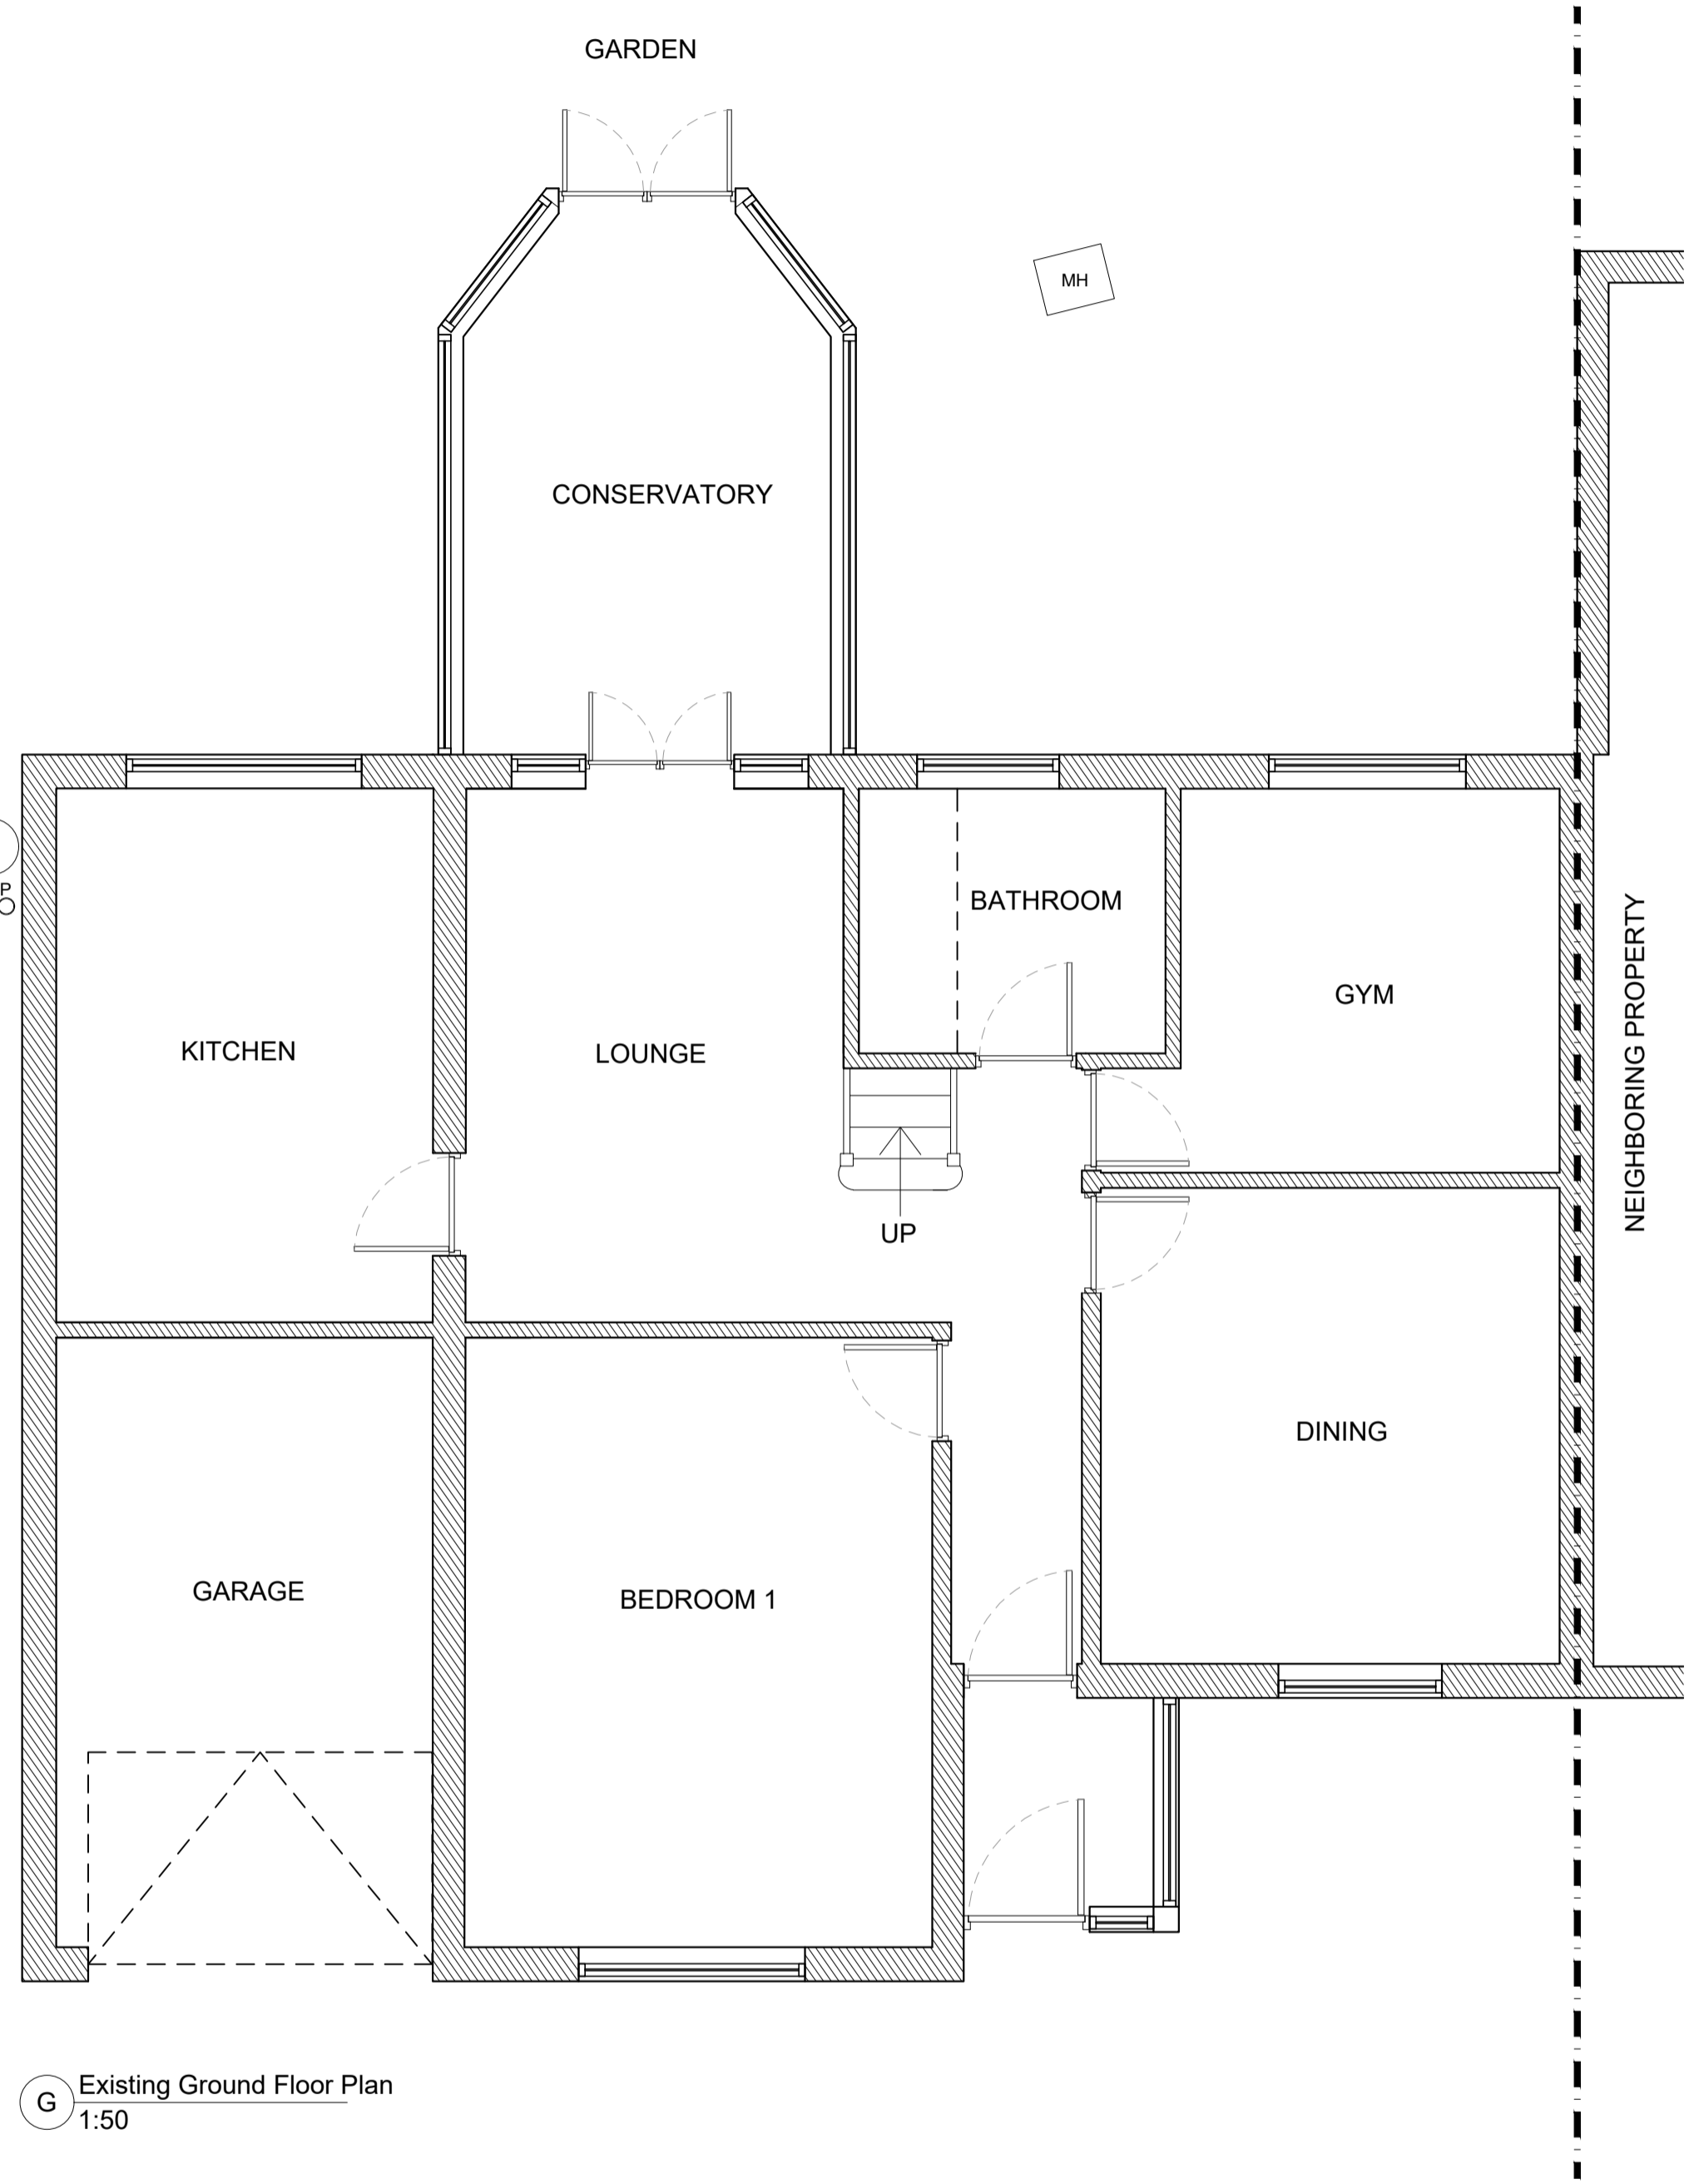 GARDEN
MH
CONSERVATORY
P
BATHROOM
GYM
KITCHEN
LOUNGE
NEIGHBORING PROPERTY
UP
DINING
GARAGE
BEDROOM 1
G
Existing Ground Floor Plan
1:50